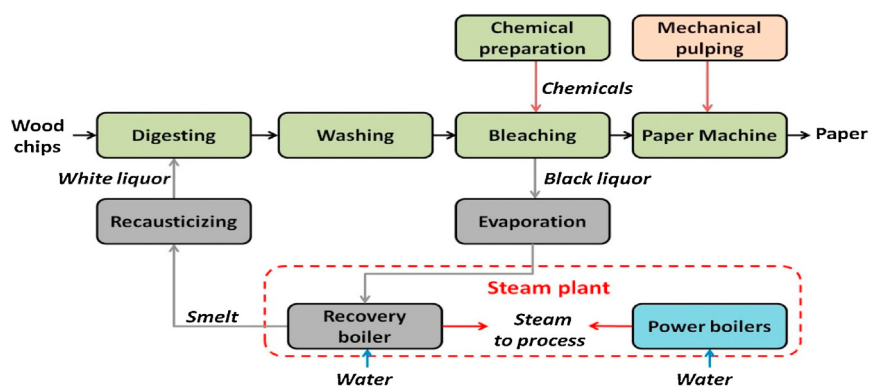 Chemical
preparation
Mechanical
pulping
Chemicals
Wood
chips
Digesting
Washing
Bleaching
Paper Machine
Paper
White liquor
Black liquor
Recausticizing
Evaporation
Steam plant
Smelt
Recovery
boiler
Steam
to process
Power boilers
Water
Water